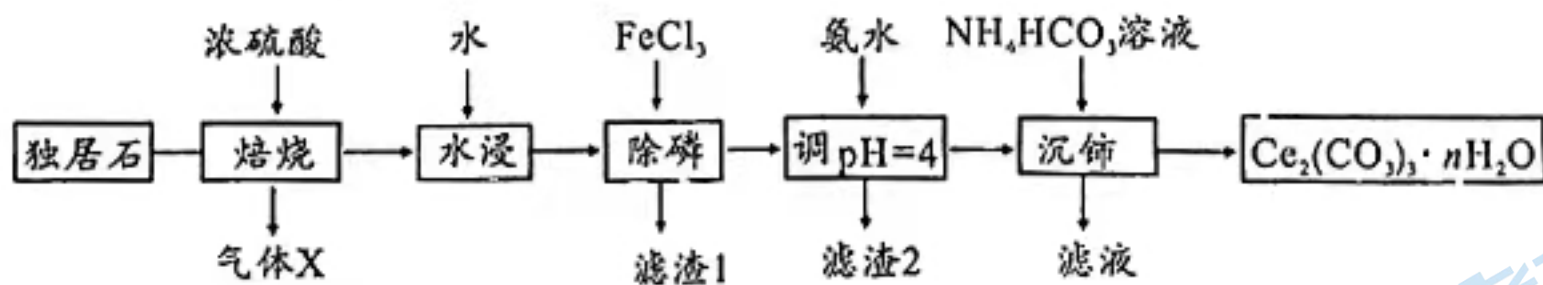 浓硫酸 水 FeCl₃ 氨水 NH₄HCO₃溶液
独居石 焙烧 水浸 除磷 调pH=4 沉铈 Ce₂(CO₃)₃·nH₂O
气体X 滤渣1 滤渣2 滤液